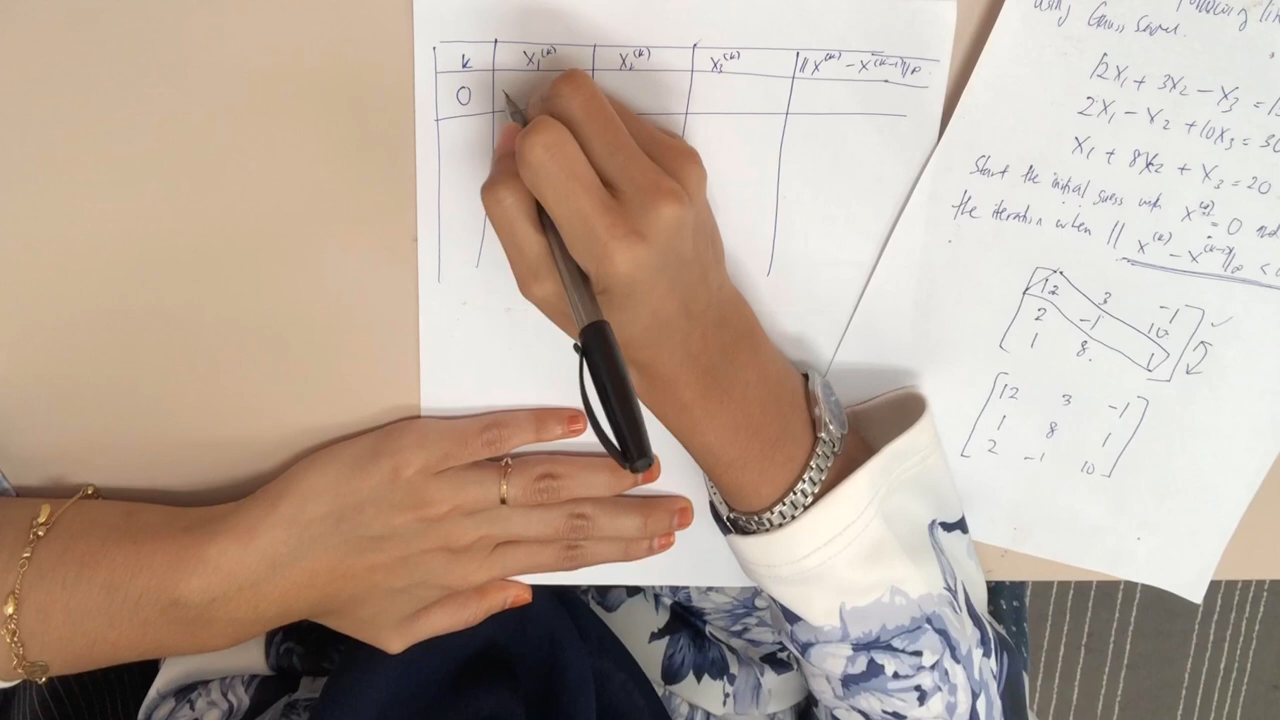 k x₁⁽ᵏ⁾ x₂⁽ᵏ⁾ x₃⁽ᵏ⁾ || x⁽ᵏ⁾ - x⁽ᵏ⁻¹⁾||∞
0
following
using Gauss
12x₁ + 3x₂ - x₃ = 1
2x₁ - x₂ + 10x₃ = 30
x₁ + 8x₂ + x₃ = 20
Start the initial guess with x⁽⁰⁾ = 0 and
the iteration when || x⁽ᵏ⁾ - x⁽ᵏ⁻¹⁾||∞ <
12 3 -1
2 -1 10
1 8 1
12 3 -1
1 8 1
2 -1 10